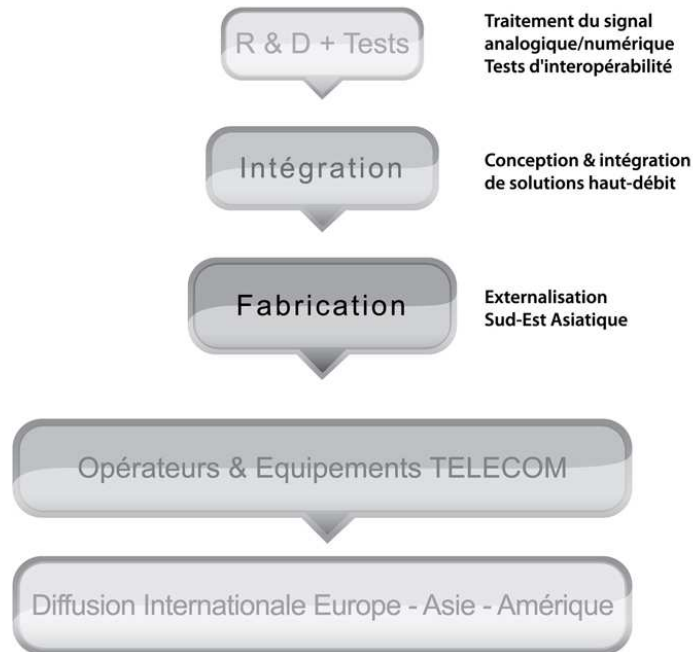 R & D + Tests
Traitement du signal
analogique/numérique
Tests d'interopérabilité
Intégration
Conception & intégration
de solutions haut-débit
Fabrication
Externalisation
Sud-Est Asiatique
Opérateurs & Equipements TELECOM
Diffusion Internationale Europe - Asie - Amérique